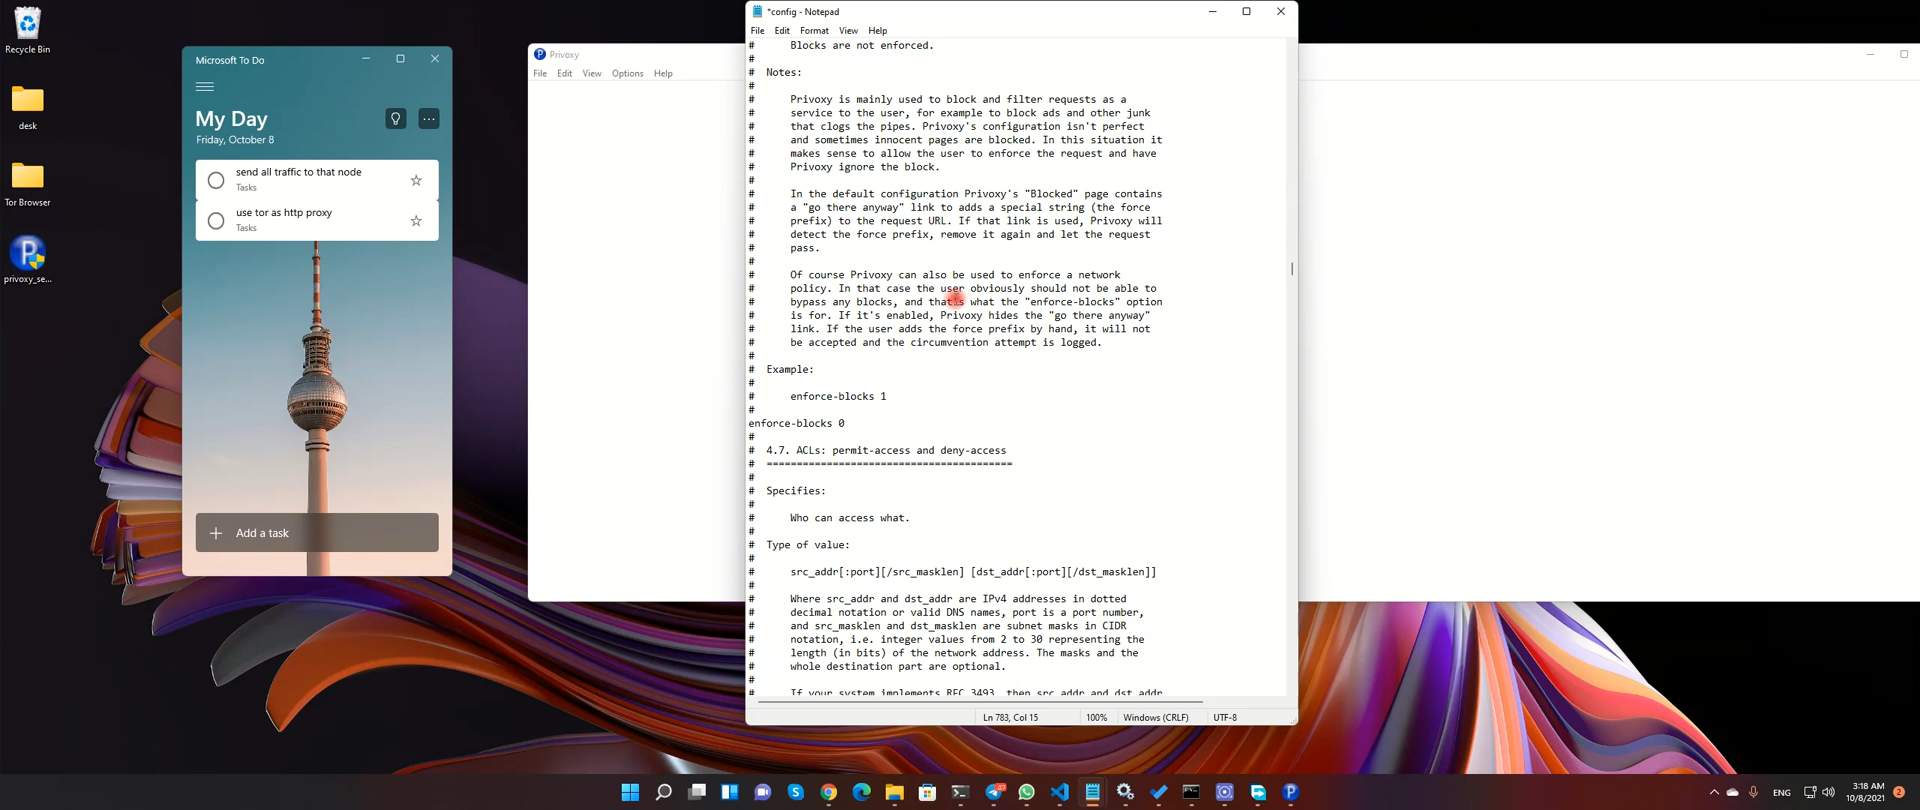 Recycle Bin
desk
Tor Browser
privoxy_se...
Microsoft To Do
My Day
Friday, October 8
send all traffic to that node
Tasks
use tor as http proxy
Tasks
Add a task
Privoxy
File Edit View Options Help
*config - Notepad
File Edit Format View Help
# Blocks are not enforced.
#
# Notes:
#
# Privoxy is mainly used to block and filter requests as a
# service to the user, for example to block ads and other junk
# that clogs the pipes. Privoxy's configuration isn't perfect
# and sometimes innocent pages are blocked. In this situation it
# makes sense to allow the user to enforce the request and have
# Privoxy ignore the block.
#
# In the default configuration Privoxy's "Blocked" page contains
# a "go there anyway" link to adds a special string (the force
# prefix) to the request URL. If that link is used, Privoxy will
# detect the force prefix, remove it again and let the request
# pass.
#
# Of course Privoxy can also be used to enforce a network
# policy. In that case the user obviously should not be able to
# bypass any blocks, and that's what the "enforce-blocks" option
# is for. If it's enabled, Privoxy hides the "go there anyway"
# link. If the user adds the force prefix by hand, it will not
# be accepted and the circumvention attempt is logged.
#
# Example:
#
# enforce-blocks 1
#
enforce-blocks 0
#
# 4.7. ACLs: permit-access and deny-access
# =========================================
#
# Specifies:
#
# Who can access what.
#
# Type of value:
#
# src_addr[:port][/src_masklen] [dst_addr[:port][/dst_masklen]]
#
# Where src_addr and dst_addr are IPv4 addresses in dotted
# decimal notation or valid DNS names, port is a port number,
# and src_masklen and dst_masklen are subnet masks in CIDR
# notation, i.e. integer values from 2 to 30 representing the
# length (in bits) of the network address. The masks and the
# whole destination part are optional.
#
# If your system implements RFC 3493, then src_addr and dst_addr
Ln 783, Col 15 100% Windows (CRLF) UTF-8
ENG
3:18 AM
10/8/2021
2